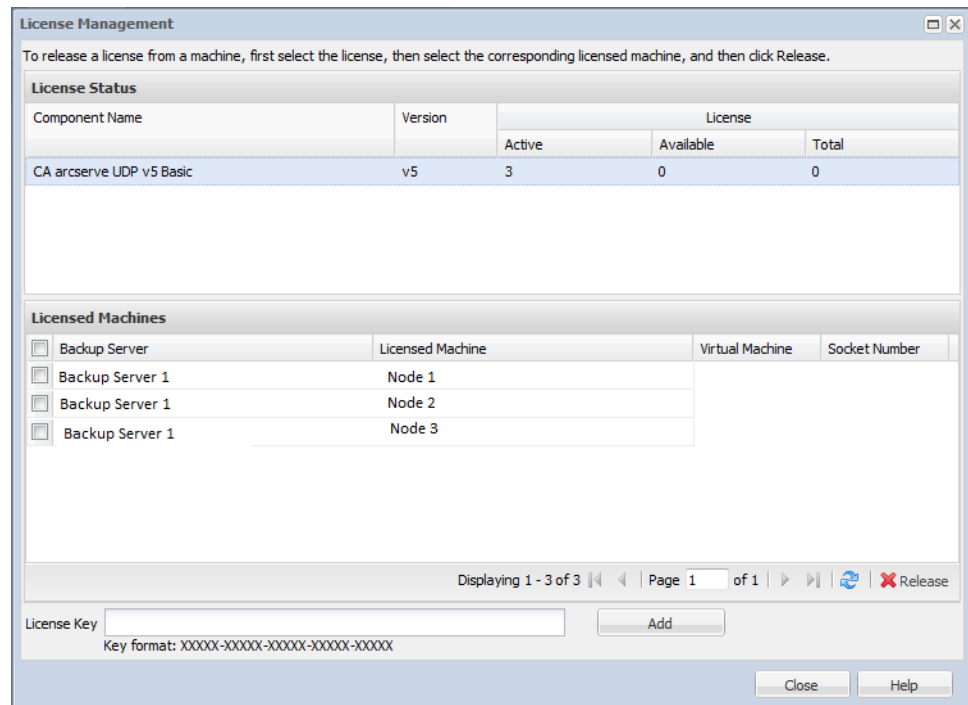 License Management
To release a license from a machine, first select the license, then select the corresponding licensed machine, and then click Release.
License Status
Component Name Version License
Active Available Total
CA arcserve UDP v5 Basic v5 3 0 0
Licensed Machines
Backup Server Licensed Machine Virtual Machine Socket Number
Backup Server 1 Node 1
Backup Server 1 Node 2
Backup Server 1 Node 3
Displaying 1 - 3 of 3 Page 1 of 1 Release
License Key Add
Key format: XXXXX-XXXXX-XXXXX-XXXXX-XXXXX
Close Help